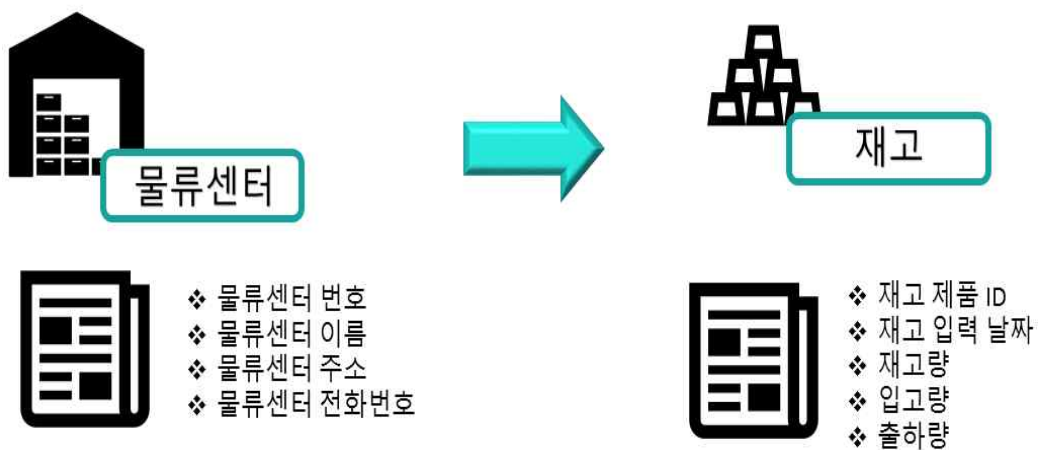 물류센터
재고
❖ 물류센터 번호
❖ 물류센터 이름
❖ 물류센터 주소
❖ 물류센터 전화번호
❖ 재고 제품 ID
❖ 재고 입력 날짜
❖ 재고량
❖ 입고량
❖ 출하량